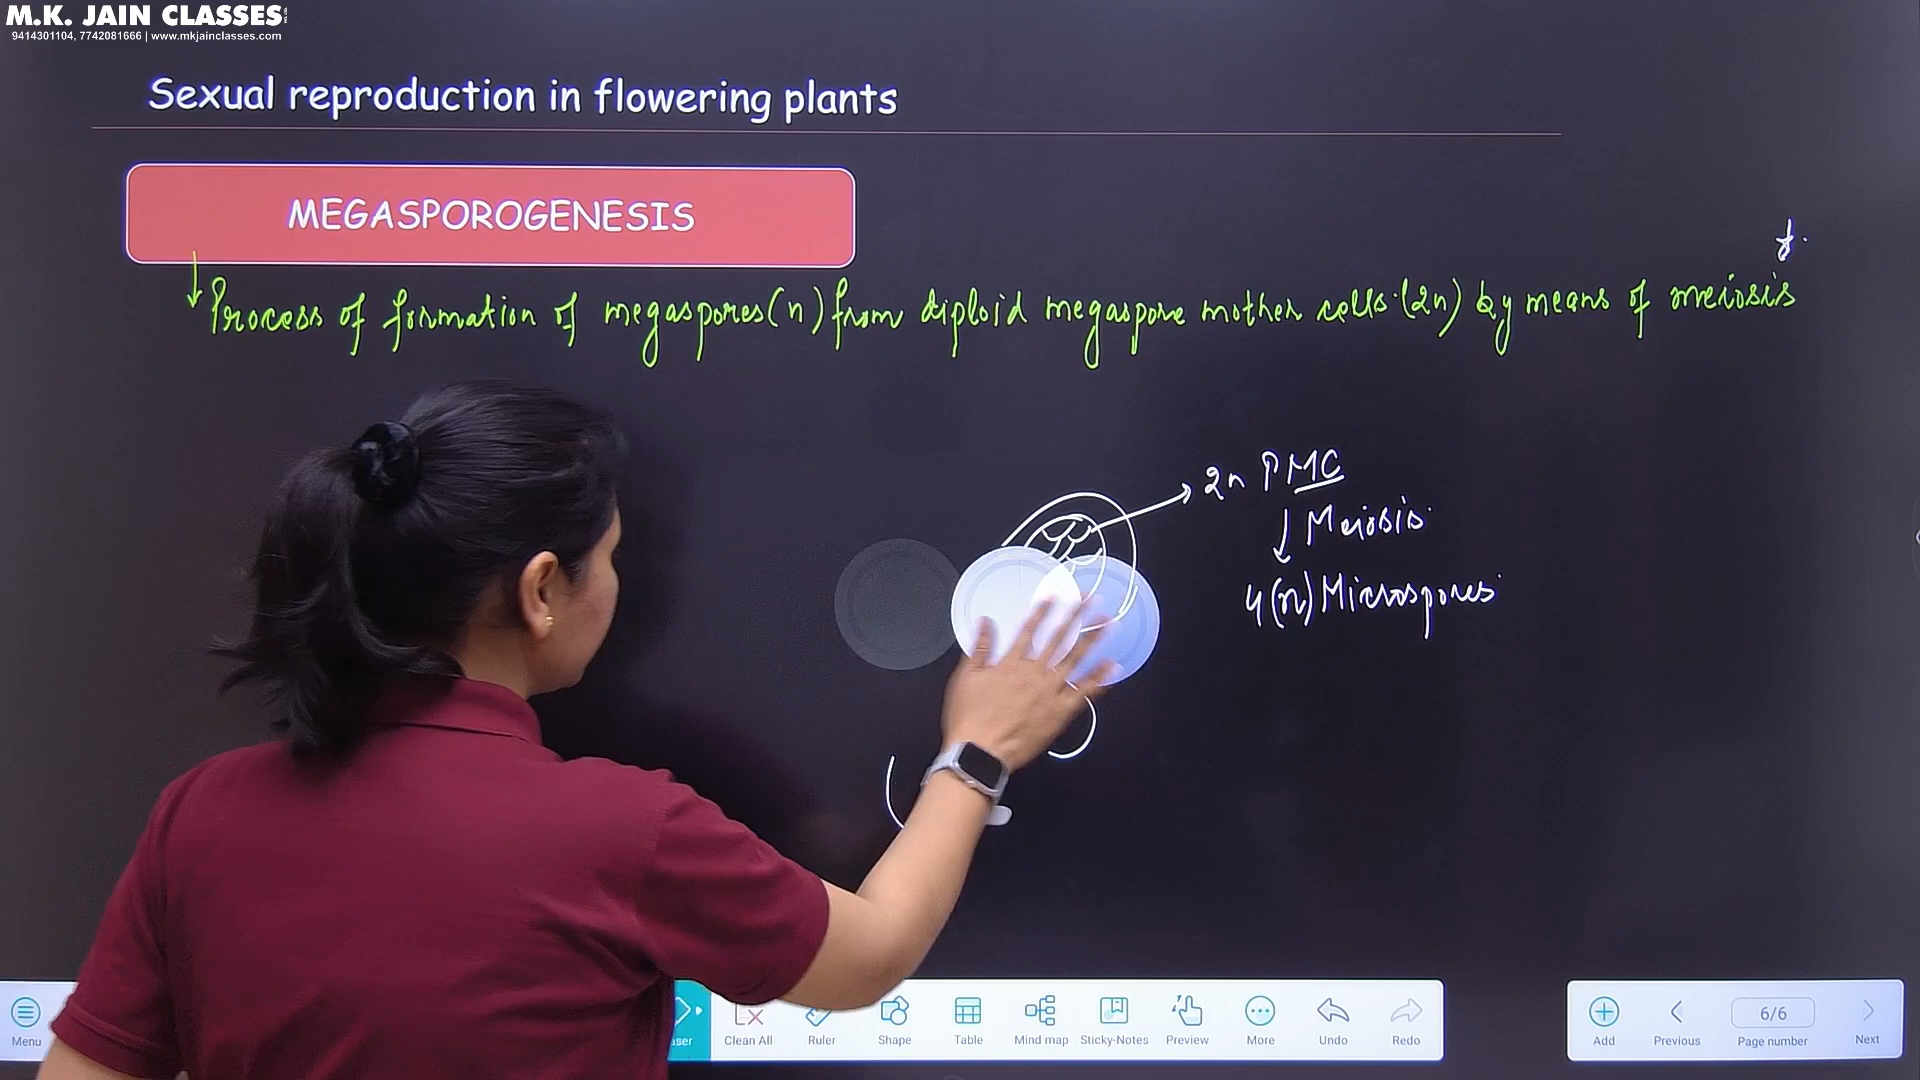 M.K. JAIN CLASSES
9414301104, 7742081666 | www.mkjainclasses.com
Sexual reproduction in flowering plants
MEGASPOROGENESIS
Process of formation of megaspores (n) from diploid megaspore mother cells (2n) by means of meiosis
2n PMC
Meiosis
4 (n) Microspores
Menu
aser
Clean All
Ruler
Shape
Table
Mind map
Sticky-Notes
Preview
More
Undo
Redo
Add
Previous
6/6
Page number
Next